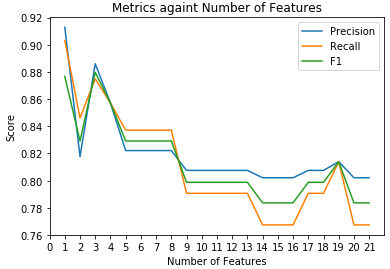 Metrics againt Number of Features
Score
0.92
0.90
0.88
0.86
0.84
0.82
0.80
0.78
0.76
Precision
Recall
F1
0 1 2 3 4 5 6 7 8 9 10 11 12 13 14 15 16 17 18 19 20 21
Number of Features